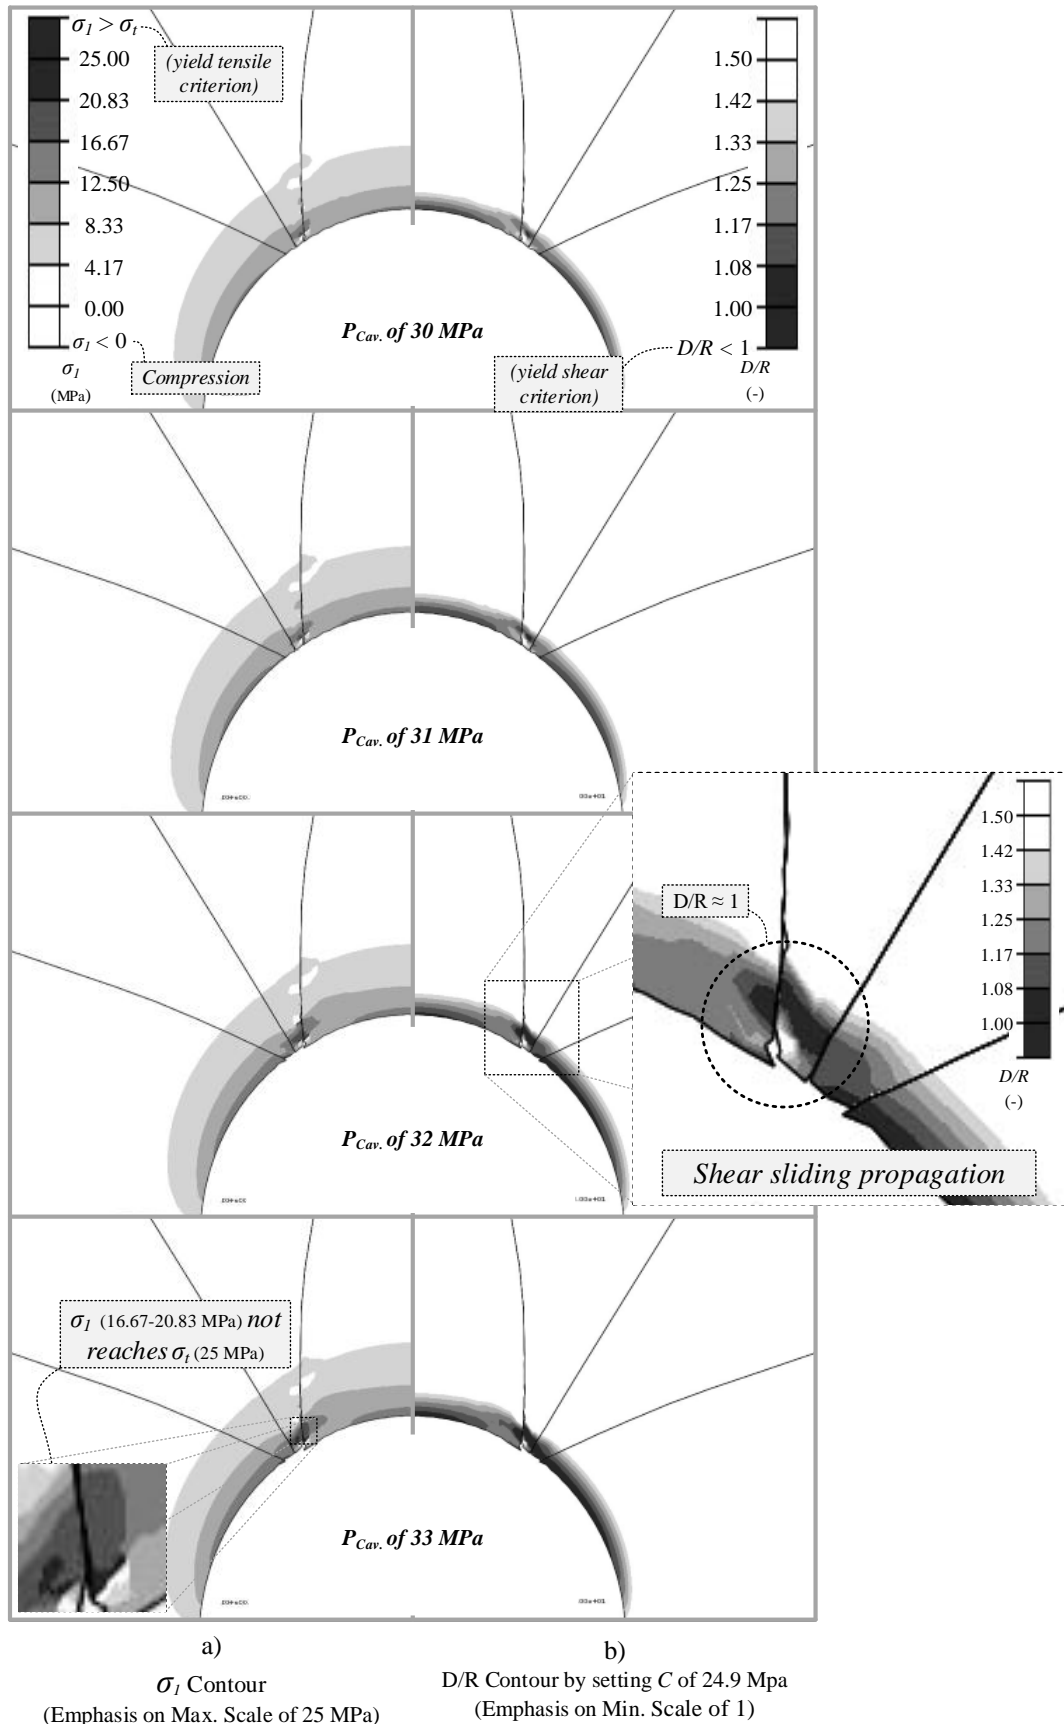 σ1 > σt
(yield tensile
criterion)
25.00
20.83
16.67
12.50
8.33
4.17
0.00
σ1 < 0
σ1
(MPa)
Compression
1.50
1.42
1.33
1.25
1.17
1.08
1.00
D/R < 1
D/R
(-)
(yield shear
criterion)
PCav. of 30 MPa
PCav. of 31 MPa
PCav. of 32 MPa
1.50
1.42
1.33
1.25
1.17
1.08
1.00
D/R
(-)
D/R ≈ 1
Shear sliding propagation
σ1 (16.67-20.83 MPa) not
reaches σt (25 MPa)
PCav. of 33 MPa
a)
σ1 Contour
(Emphasis on Max. Scale of 25 MPa)
b)
D/R Contour by setting C of 24.9 Mpa
(Emphasis on Min. Scale of 1)